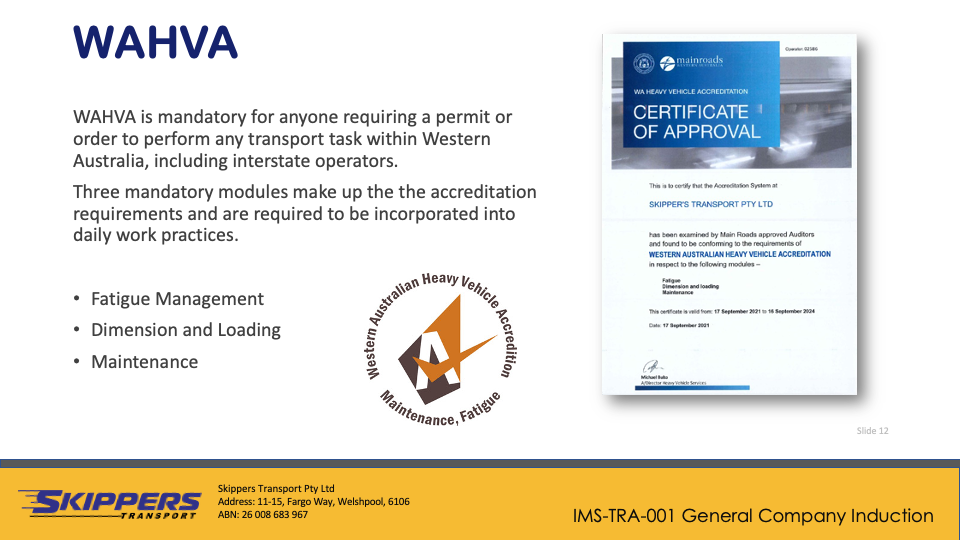 WAHVA
WAHVA is mandatory for anyone requiring a permit or
order to perform any transport task within Western
Australia, including interstate operators.
Three mandatory modules make up the the accreditation
requirements and are required to be incorporated into
daily work practices.
• Fatigue Management
• Dimension and Loading
• Maintenance
Western Australian Heavy Vehicle Accredition
Maintenance, Fatigue
Operator 02386
mainroads
WESTERN AUSTRALIA
WA HEAVY VEHICLE ACCREDITATION
CERTIFICATE
OF APPROVAL
This is to certify that the Accreditation System at
SKIPPER'S TRANSPORT PTY LTD
has been examined by Main Roads approved Auditors
and found to be conforming to the requirements of
WESTERN AUSTRALIAN HEAVY VEHICLE ACCREDITATION
in respect to the following modules –
Fatigue
Dimension and loading
Maintenance
This certificate is valid from: 17 September 2021 to 16 September 2024
Date: 17 September 2021
Michael
A/Director Heavy Vehicle Services
Slide 12
SKIPPERS
TRANSPORT
Skippers Transport Pty Ltd
Address: 11-15, Fargo Way, Welshpool, 6106
ABN: 26 008 683 967
IMS-TRA-001 General Company Induction